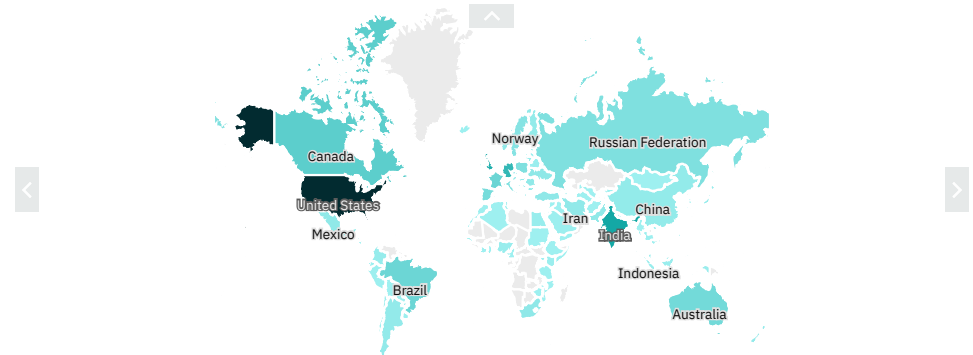 Norway
Russian Federation
Canada
United States
China
Iran
Mexico
India
Indonesia
Brazil
Australia